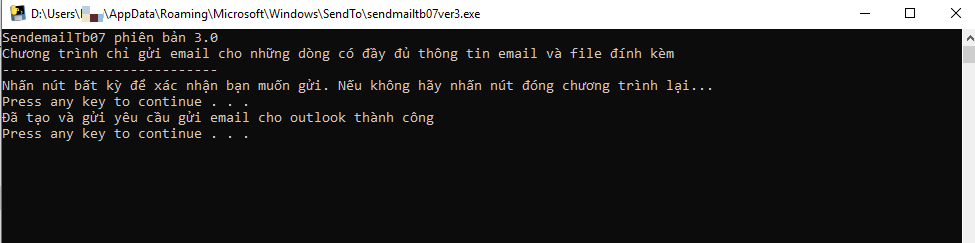 D:\Users\ \AppData\Roaming\Microsoft\Windows\SendTo\sendmailtb07ver3.exe
SendemailTb07 phiên bản 3.0
Chương trình chỉ gửi email cho những dòng có đầy đủ thông tin email và file đính kèm
---------------------------
Nhấn nút bất kỳ để xác nhận bạn muốn gửi. Nếu không hãy nhấn nút đóng chương trình lại...
Press any key to continue . . .
Đã tạo và gửi yêu cầu gửi email cho outlook thành công
Press any key to continue . . .